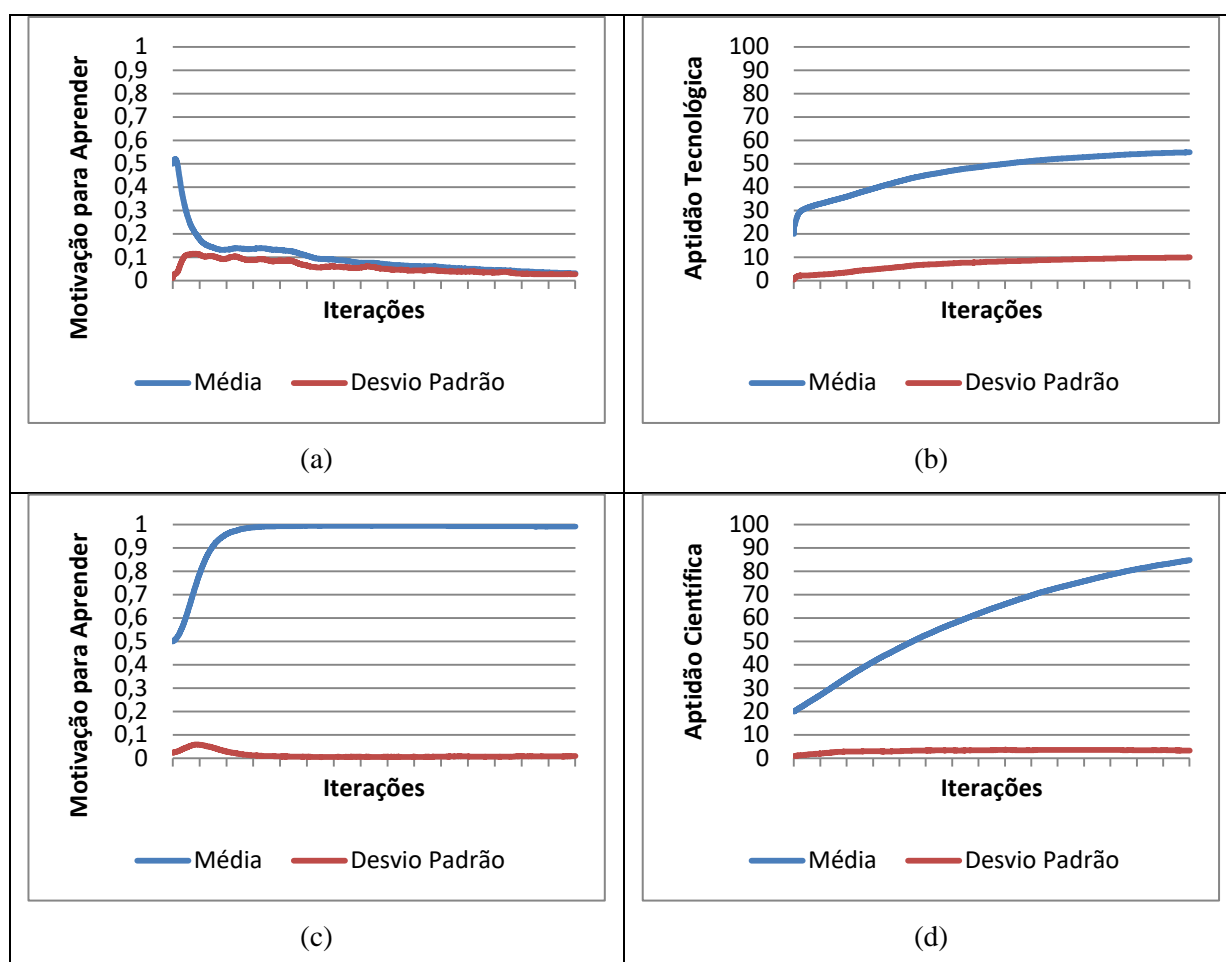 Motivação para Aprender
1
0,9
0,8
0,7
0,6
0,5
0,4
0,3
0,2
0,1
0
Iterações
Média
Desvio Padrão
(a)
Aptidão Tecnológica
100
90
80
70
60
50
40
30
20
10
0
Iterações
Média
Desvio Padrão
(b)
Motivação para Aprender
1
0,9
0,8
0,7
0,6
0,5
0,4
0,3
0,2
0,1
0
Iterações
Média
Desvio Padrão
(c)
Aptidão Científica
100
90
80
70
60
50
40
30
20
10
0
Iterações
Média
Desvio Padrão
(d)